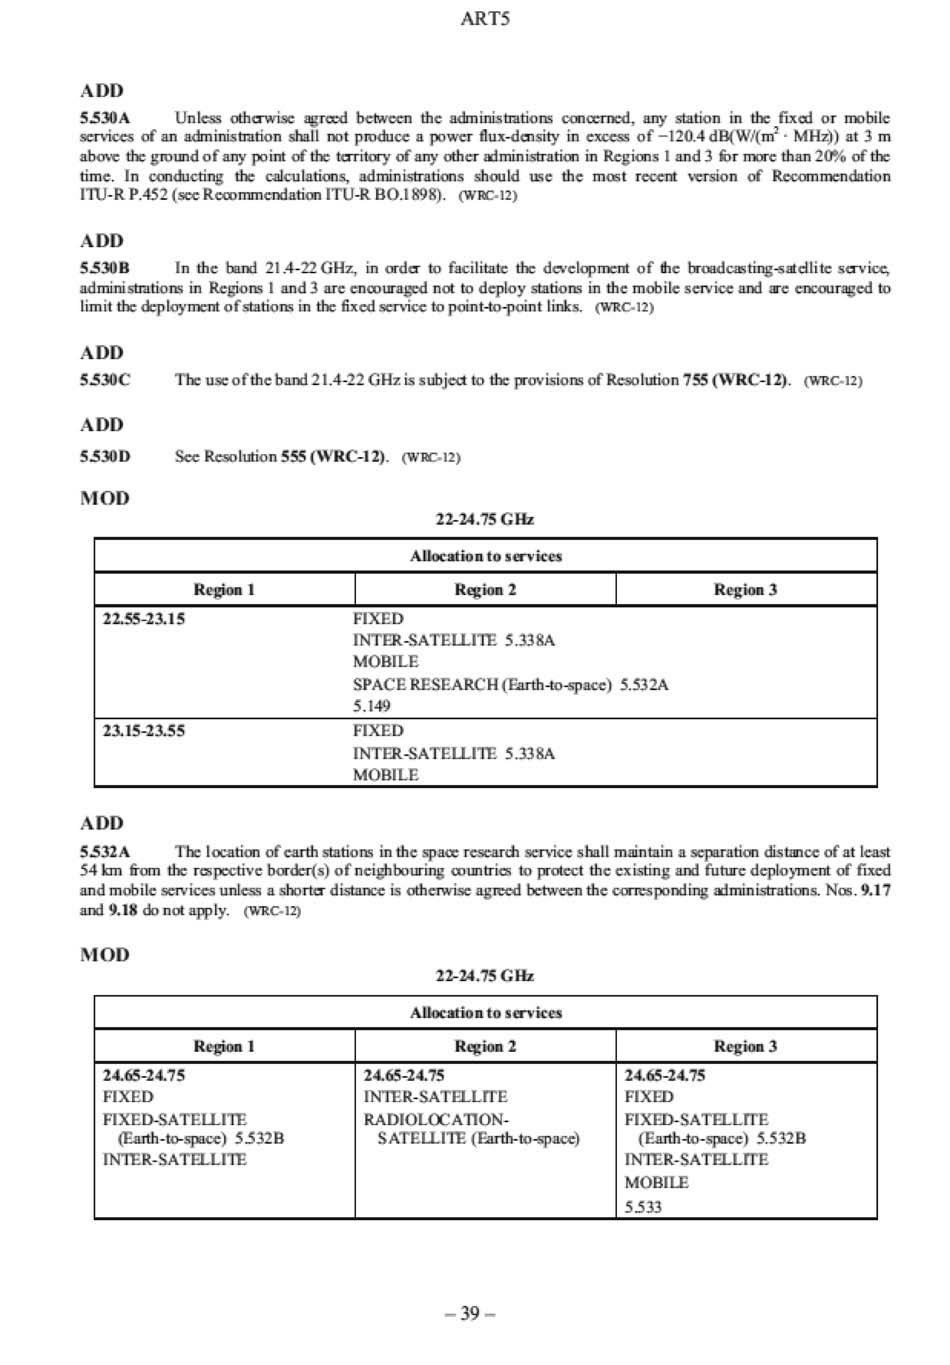 ART5
ADD
5.530A Unless otherwise agreed between the administrations concerned, any station in the fixed or mobile
services of an administration shall not produce a power flux-density in excess of −120.4 dB(W/(m² · MHz)) at 3 m
above the ground of any point of the territory of any other administration in Regions 1 and 3 for more than 20% of the
time. In conducting the calculations, administrations should use the most recent version of Recommendation
ITU-R P.452 (see Recommendation ITU-R BO.1898). (WRC-12)
ADD
5.530B In the band 21.4-22 GHz, in order to facilitate the development of the broadcasting-satellite service,
administrations in Regions 1 and 3 are encouraged not to deploy stations in the mobile service and are encouraged to
limit the deployment of stations in the fixed service to point-to-point links. (WRC-12)
ADD
5.530C The use of the band 21.4-22 GHz is subject to the provisions of Resolution 755 (WRC-12). (WRC-12)
ADD
5.530D See Resolution 555 (WRC-12). (WRC-12)
MOD
22-24.75 GHz
Allocation to services
Region 1 Region 2 Region 3
22.55-23.15 FIXED
INTER-SATELLITE 5.338A
MOBILE
SPACE RESEARCH (Earth-to-space) 5.532A
5.149
23.15-23.55 FIXED
INTER-SATELLITE 5.338A
MOBILE
ADD
5.532A The location of earth stations in the space research service shall maintain a separation distance of at least
54 km from the respective border(s) of neighbouring countries to protect the existing and future deployment of fixed
and mobile services unless a shorter distance is otherwise agreed between the corresponding administrations. Nos. 9.17
and 9.18 do not apply. (WRC-12)
MOD
22-24.75 GHz
Allocation to services
Region 1 Region 2 Region 3
24.65-24.75 24.65-24.75 24.65-24.75
FIXED INTER-SATELLITE FIXED
FIXED-SATELLITE RADIOLOCATION- FIXED-SATELLITE
(Earth-to-space) 5.532B SATELLITE (Earth-to-space) (Earth-to-space) 5.532B
INTER-SATELLITE INTER-SATELLITE
MOBILE
5.533
– 39 –